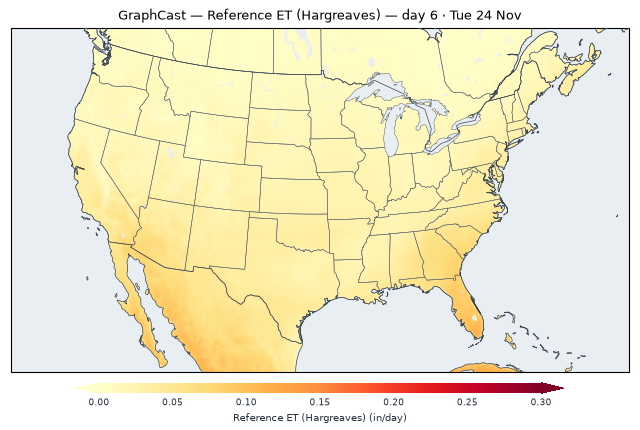 GraphCast — Reference ET (Hargreaves) — day 6 · Tue 24 Nov
0.00 0.05 0.10 0.15 0.20 0.25 0.30
Reference ET (Hargreaves) (in/day)